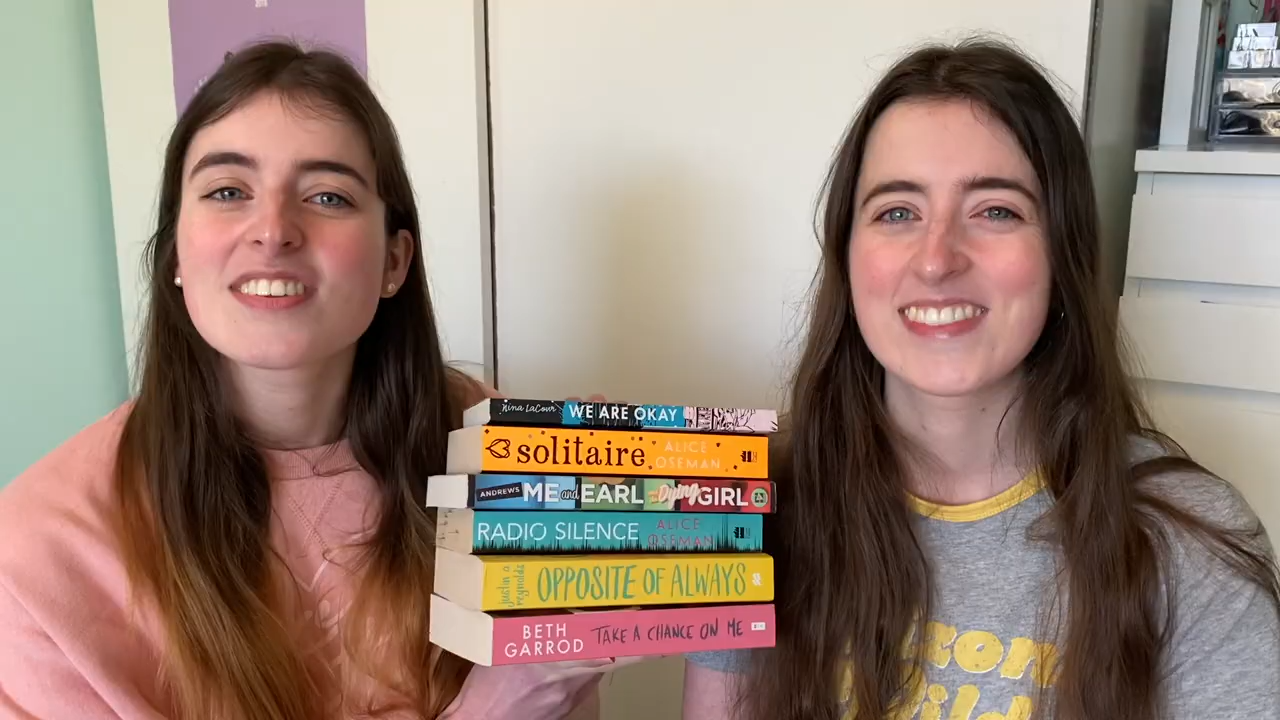 2018
Nina LaCour WE ARE OKAY
solitaire ALICE OSEMAN
ANDREWS ME and EARL and the Dying GIRL
RADIO SILENCE ALICE OSEMAN
justin a. reynolds OPPOSITE OF ALWAYS
BETH GARROD TAKE A CHANCE ON ME